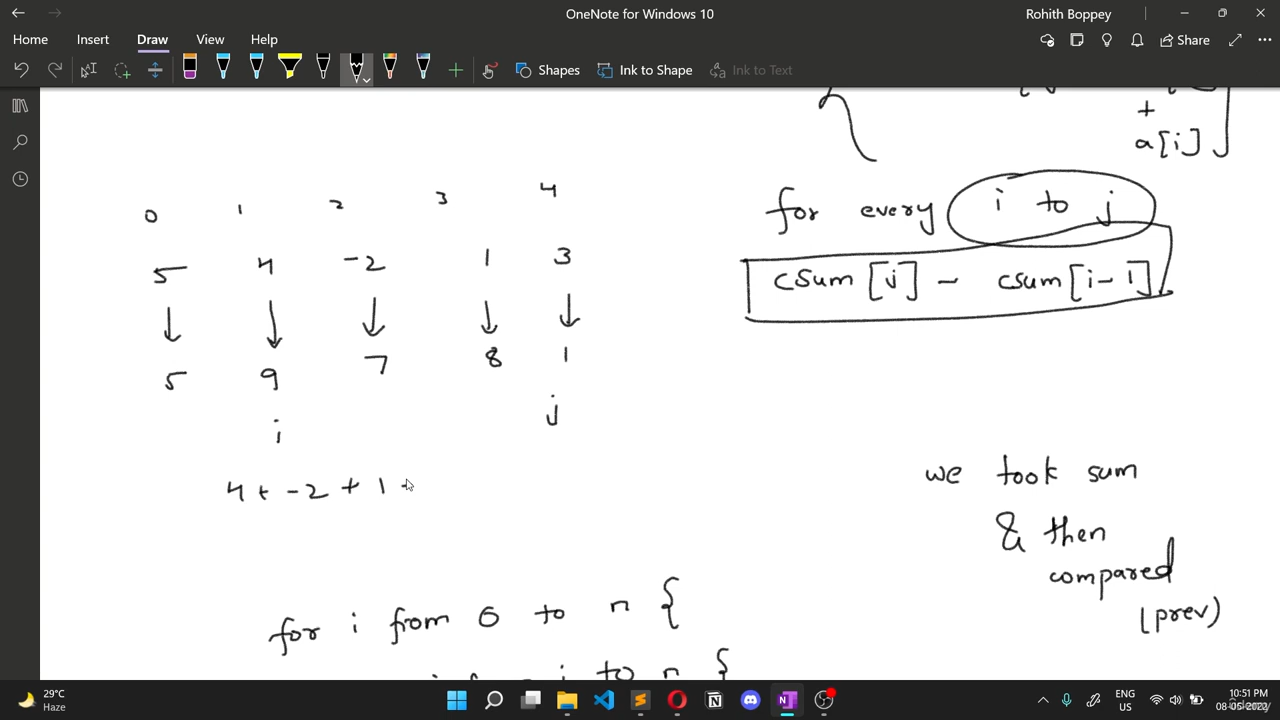 OneNote for Windows 10
Rohith Boppey
Home Insert Draw View Help
Share
Shapes
Ink to Shape
Ink to Text
+
a[i]
for every i to j
csum[j] - csum[i-1]
0 1 2 3 4
5 4 -2 1 3
5 9 7 8 1
i j
4 + -2 + 1
we took sum
& then
compared
(prev)
for i from 0 to n {
to n {
29°C
Haze
ENG
US
10:51 PM